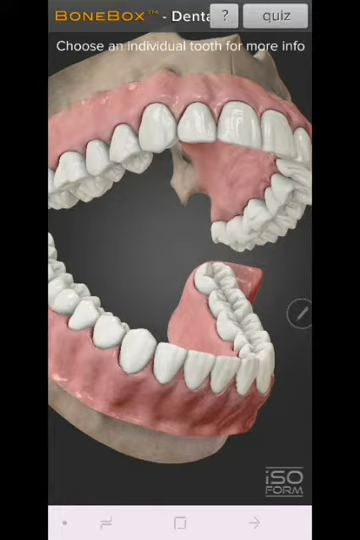 BONEBOX™ - Denta
?
quiz
Choose an individual tooth for more info
iSO
FORM